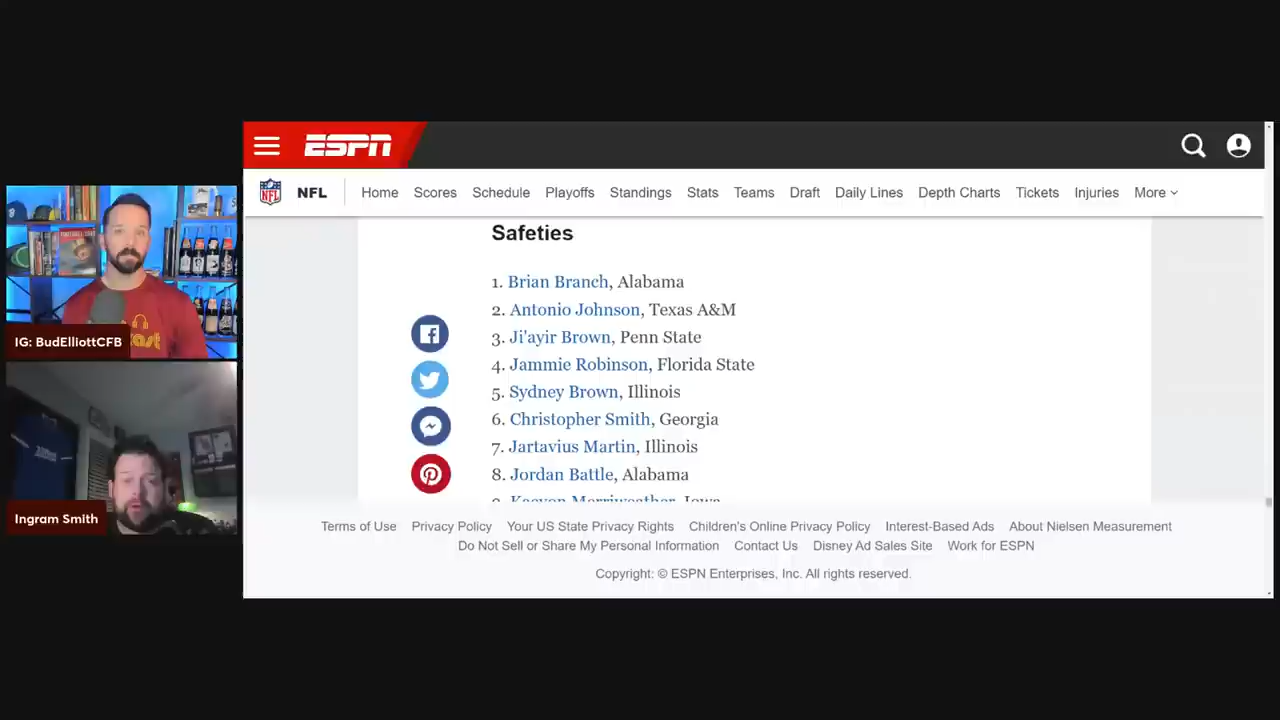 ESPN
NFL Home Scores Schedule Playoffs Standings Stats Teams Draft Daily Lines Depth Charts Tickets Injuries More
Safeties
1. Brian Branch, Alabama
2. Antonio Johnson, Texas A&M
3. Ji'ayir Brown, Penn State
4. Jammie Robinson, Florida State
5. Sydney Brown, Illinois
6. Christopher Smith, Georgia
7. Jartavius Martin, Illinois
8. Jordan Battle, Alabama
9. Kaevon Merriweather, Iowa
Terms of Use Privacy Policy Your US State Privacy Rights Children's Online Privacy Policy Interest-Based Ads About Nielsen Measurement
Do Not Sell or Share My Personal Information Contact Us Disney Ad Sales Site Work for ESPN
Copyright: © ESPN Enterprises, Inc. All rights reserved.
IG: BudElliottCFB
Ingram Smith